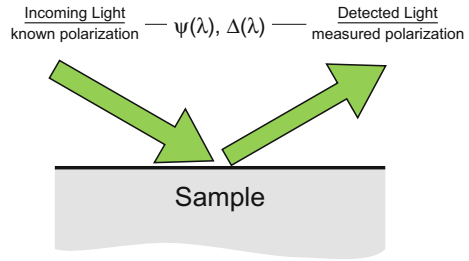 Incoming Light
known polarization
ψ(λ), Δ(λ)
Detected Light
measured polarization
Sample